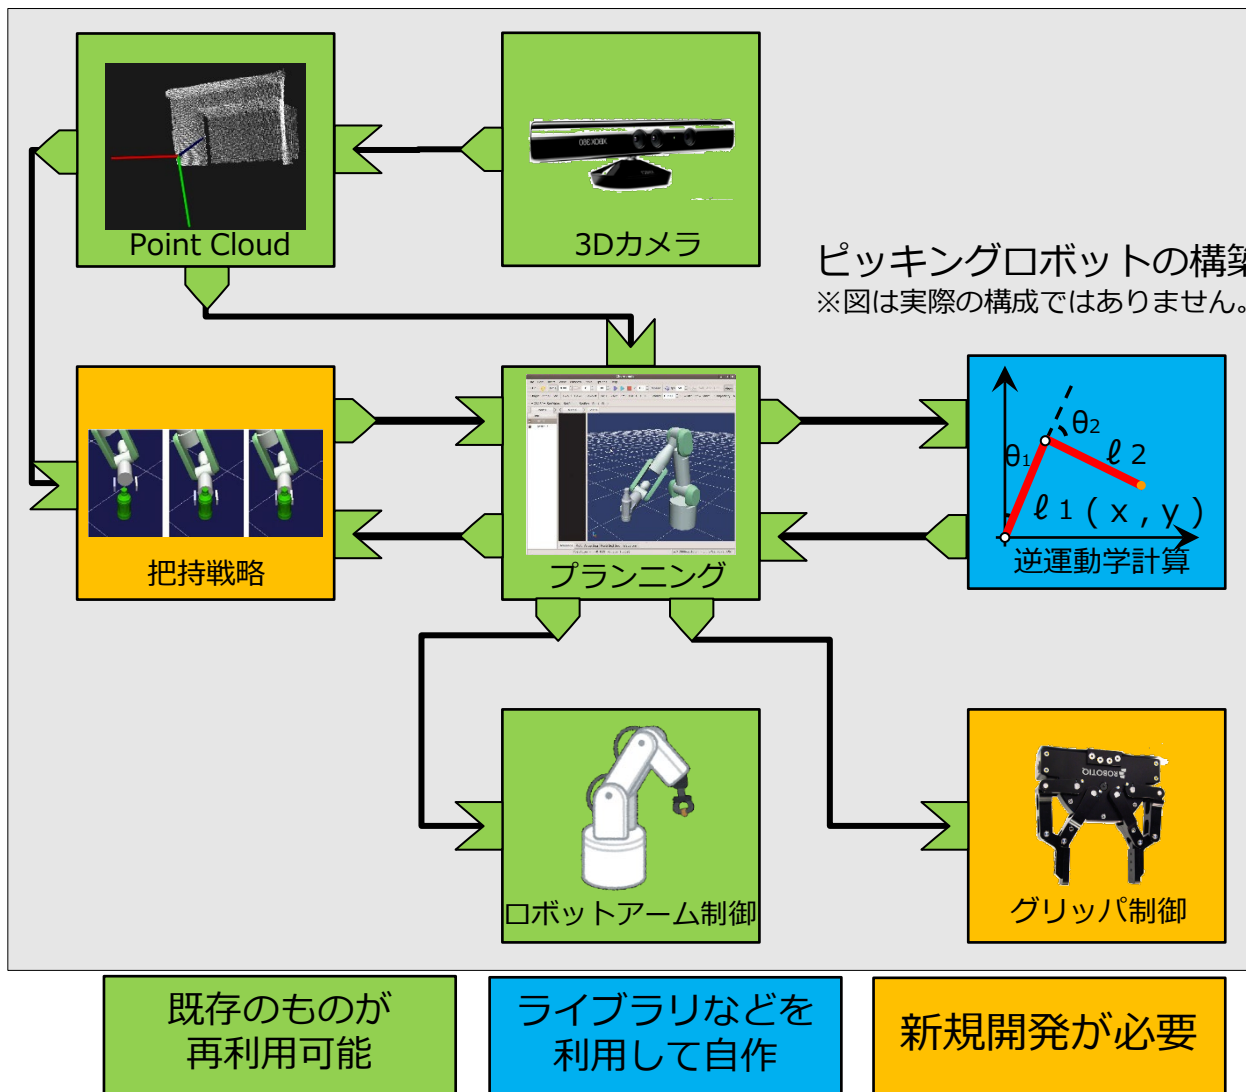 Point Cloud
3Dカメラ
ピッキングロボットの構築
※図は実際の構成ではありません。
把持戦略
プランニング
θ1
θ2
ℓ 2
ℓ 1 ( x , y )
逆運動学計算
ロボットアーム制御
ROBOTIQ
グリッパ制御
既存のものが
再利用可能
ライブラリなどを
利用して自作
新規開発が必要
XBOX360